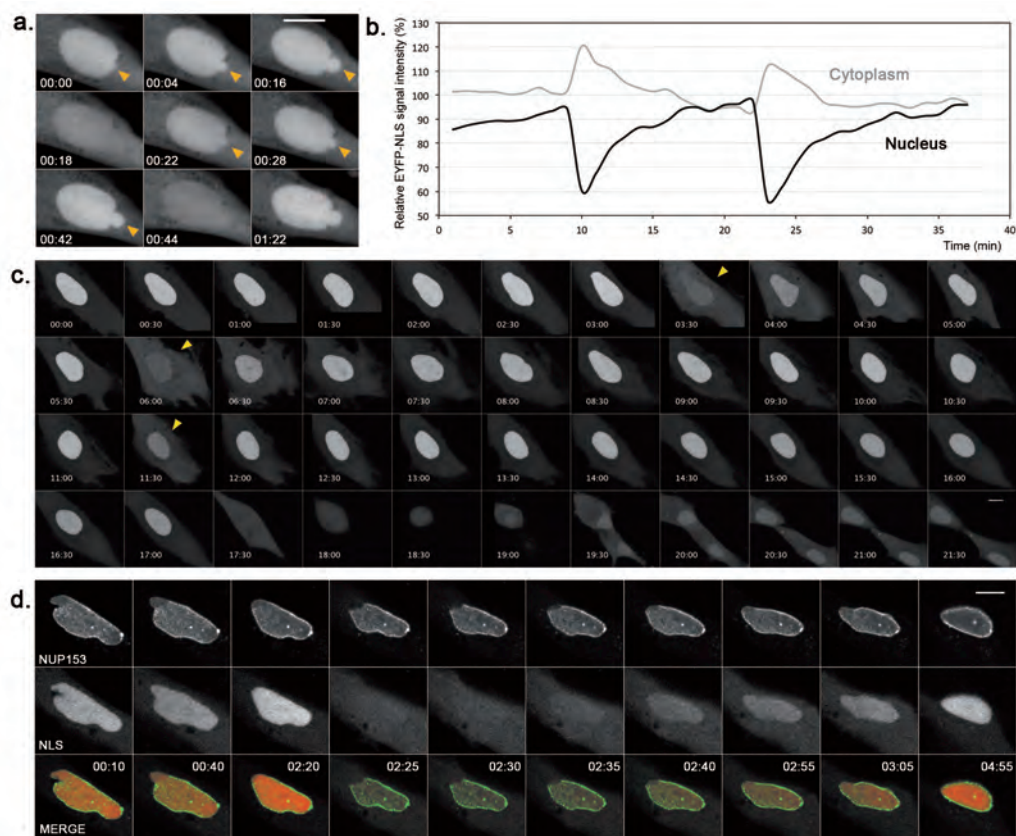 a.
00:00 00:04 00:16
00:18 00:22 00:28
00:42 00:44 01:22
b.
Relative EYFP-NLS signal intensity (%)
130
120
110
100
90
80
70
60
50
Cytoplasm
Nucleus
0 5 10 15 20 25 30 35 40
Time (min)
c.
00:00 00:30 01:00 01:30 02:00 02:30 03:00 03:30 04:00 04:30 05:00
05:30 06:00 06:30 07:00 07:30 08:00 08:30 09:00 09:30 10:00 10:30
11:00 11:30 12:00 12:30 13:00 13:30 14:00 14:30 15:00 15:30 16:00
16:30 17:00 17:30 18:00 18:30 19:00 19:30 20:00 20:30 21:00 21:30
d.
NUP153
NLS
00:10 00:40 02:20 02:25 02:30 02:35 02:40 02:55 03:05 04:55
MERGE